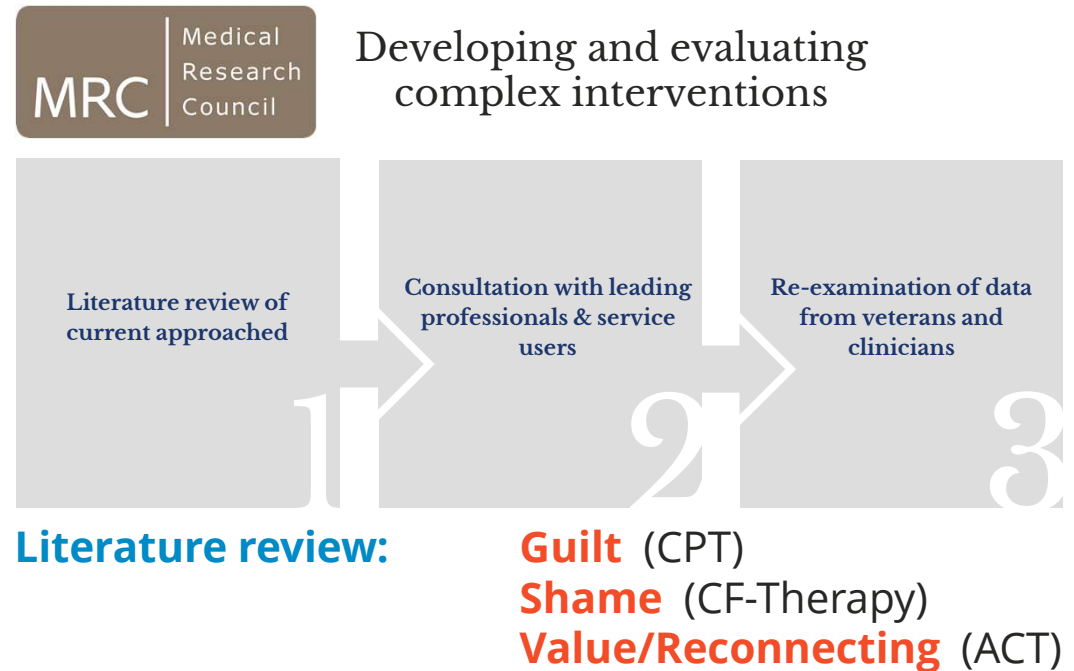 MRC
Medical
Research
Council
Developing and evaluating
complex interventions
Literature review of
current approached
1
Consultation with leading
professionals & service
users
2
Re-examination of data
from veterans and
clinicians
3
Literature review:
Guilt (CPT)
Shame (CF-Therapy)
Value/Reconnecting (ACT)